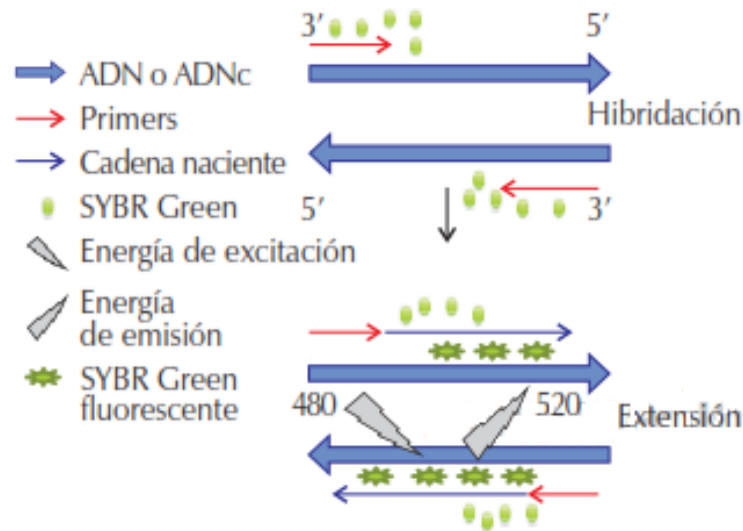 3´ 5´
ADN o ADNc
Primers
Hibridación
Cadena naciente
SYBR Green
5´ 3´
Energía de excitación
Energía
de emisión
SYBR Green
fluorescente
480 520
Extensión